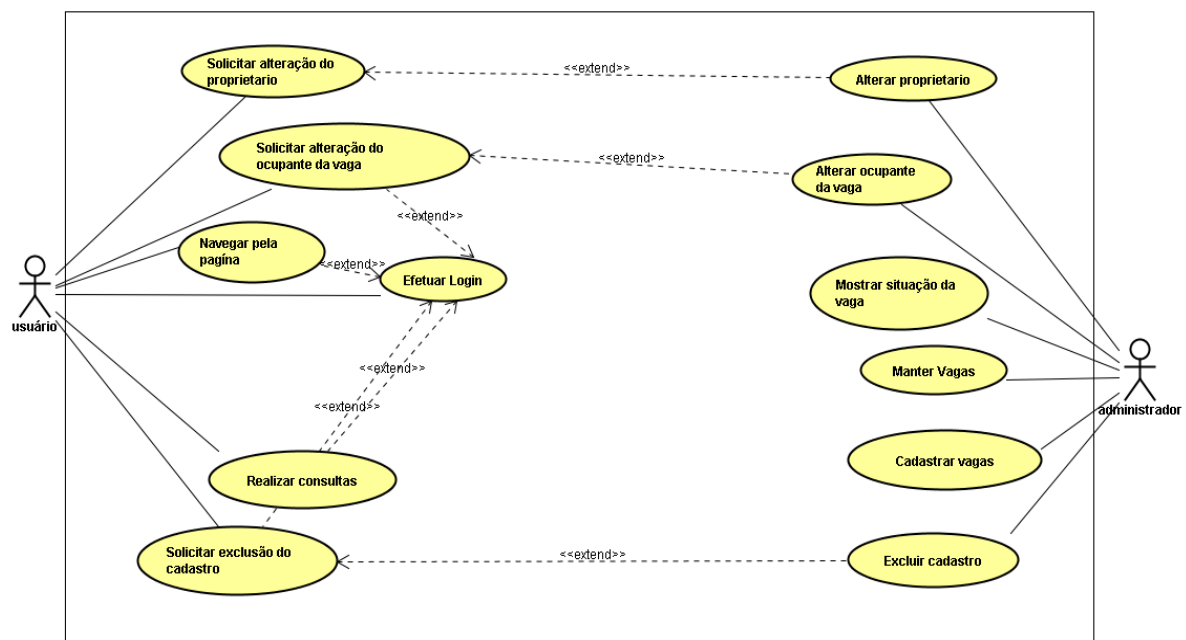 Solicitar alteração do
proprietario
<<extend>>
Alterar proprietario
Solicitar alteração do
ocupante da vaga
<<extend>>
Alterar ocupante
da vaga
<<extend>>
Navegar pela
pagína
<<extend>>
Efetuar Login
Mostrar situação da
vaga
usuário
<<extend>>
Manter Vagas
<<extend>>
administrador
Realizar consultas
Cadastrar vagas
Solicitar exclusão do
cadastro
<<extend>>
Excluir cadastro